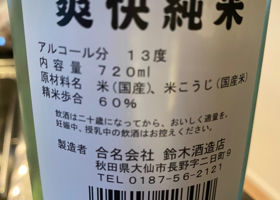 爽快純米
アルコール分 13度
内容量 720ml
原材料名 米(国産)、米こうじ(国産米)
精米歩合 60%
飲酒は二十歳になってから、おいしく適量を。
妊娠中、授乳中の飲酒はお控えください。
製造者 合名会社 鈴木酒造店
秋田県大仙市長野字二日町9
TEL 0187-56-2121